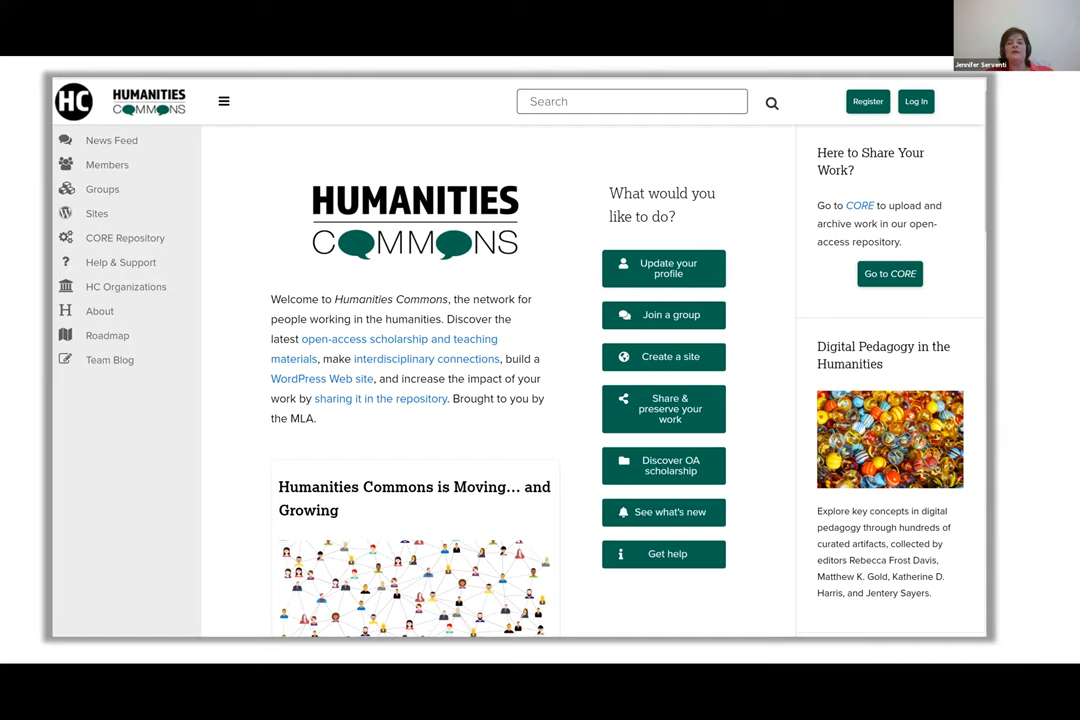 Jennifer Serventi
HC
HUMANITIES
COMMONS
Search
Register
Log In
News Feed
Members
Groups
Sites
CORE Repository
Help & Support
HC Organizations
About
Roadmap
Team Blog
HUMANITIES
COMMONS
Welcome to Humanities Commons, the network for
people working in the humanities. Discover the
latest open-access scholarship and teaching
materials, make interdisciplinary connections, build a
WordPress Web site, and increase the impact of your
work by sharing it in the repository. Brought to you by
the MLA.
Humanities Commons is Moving... and
Growing
What would you
like to do?
Update your
profile
Join a group
Create a site
Share &
preserve your
work
Discover OA
scholarship
See what's new
Get help
Here to Share Your
Work?
Go to CORE to upload and
archive work in our open-
access repository.
Go to CORE
Digital Pedagogy in the
Humanities
Explore key concepts in digital
pedagogy through hundreds of
curated artifacts, collected by
editors Rebecca Frost Davis,
Matthew K. Gold, Katherine D.
Harris, and Jentery Sayers.